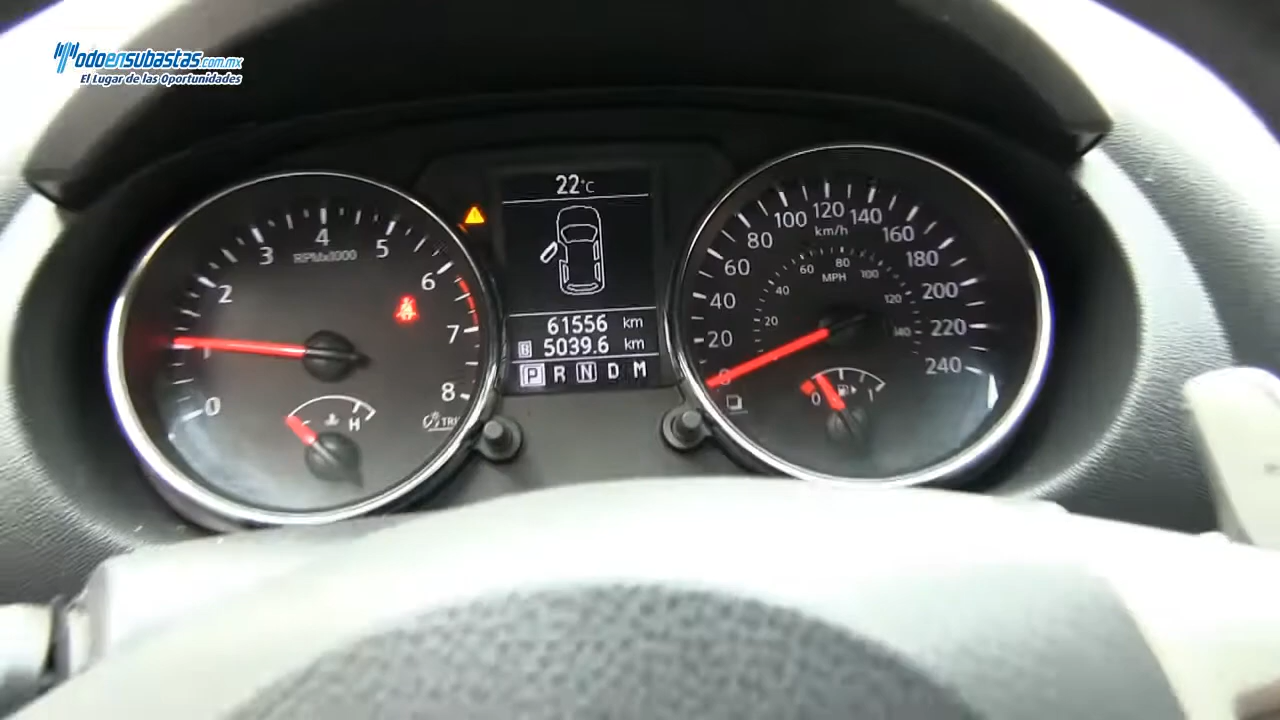 Todoensubastas.com.mx
El Lugar de las Oportunidades
22°C
61556 km
B 5039.6 km
P R N D M
0 1 2 3 4 5 6 7 8
RPMx1000
H
TRIP
0 20 40 60 80 100 120 140 160 180 200 220 240
km/h
20 40 60 80 100 120 140
MPH
0 1